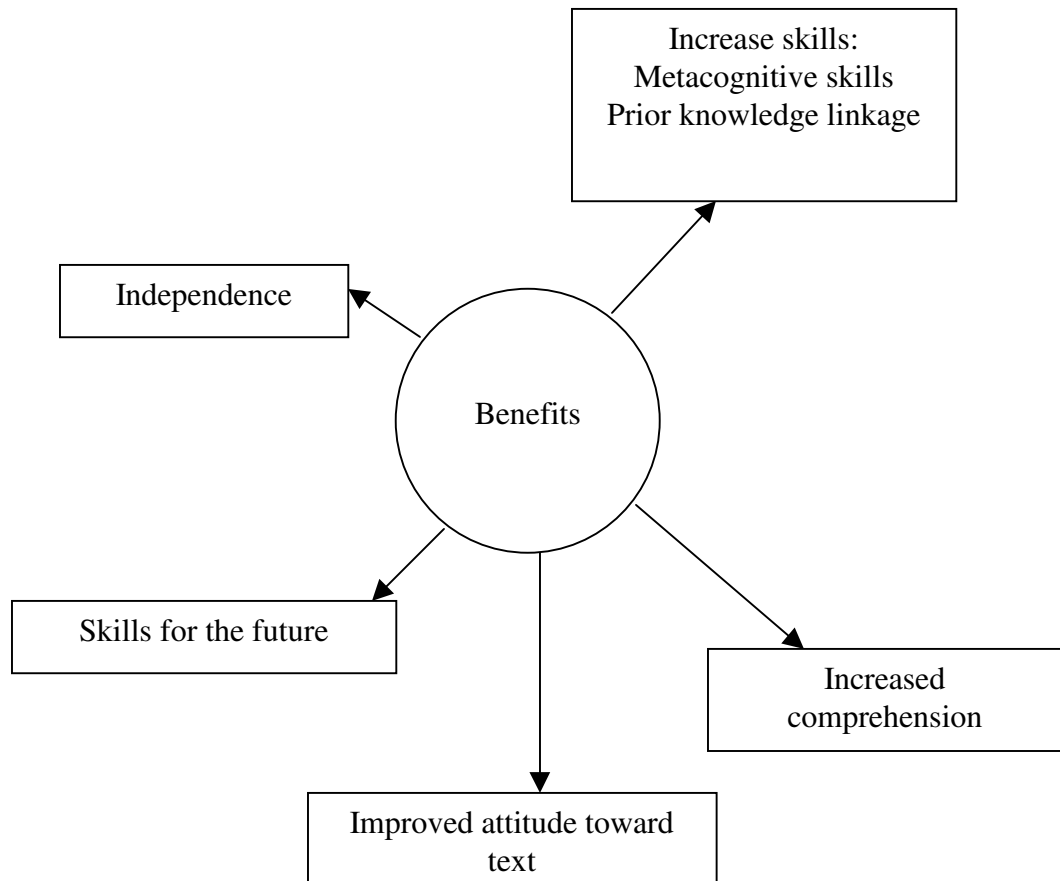 Increase skills:
Metacognitive skills
Prior knowledge linkage
Independence
Benefits
Skills for the future
Increased
comprehension
Improved attitude toward
text